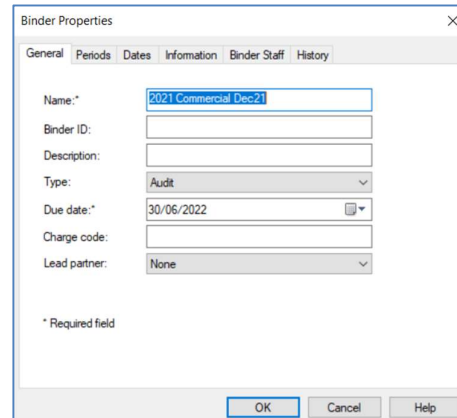 Binder Properties
General Periods Dates Information Binder Staff History
Name:* 2021 Commercial Dec21
Binder ID:
Description:
Type: Audit
Due date:* 30/06/2022
Charge code:
Lead partner: None
* Required field
OK Cancel Help